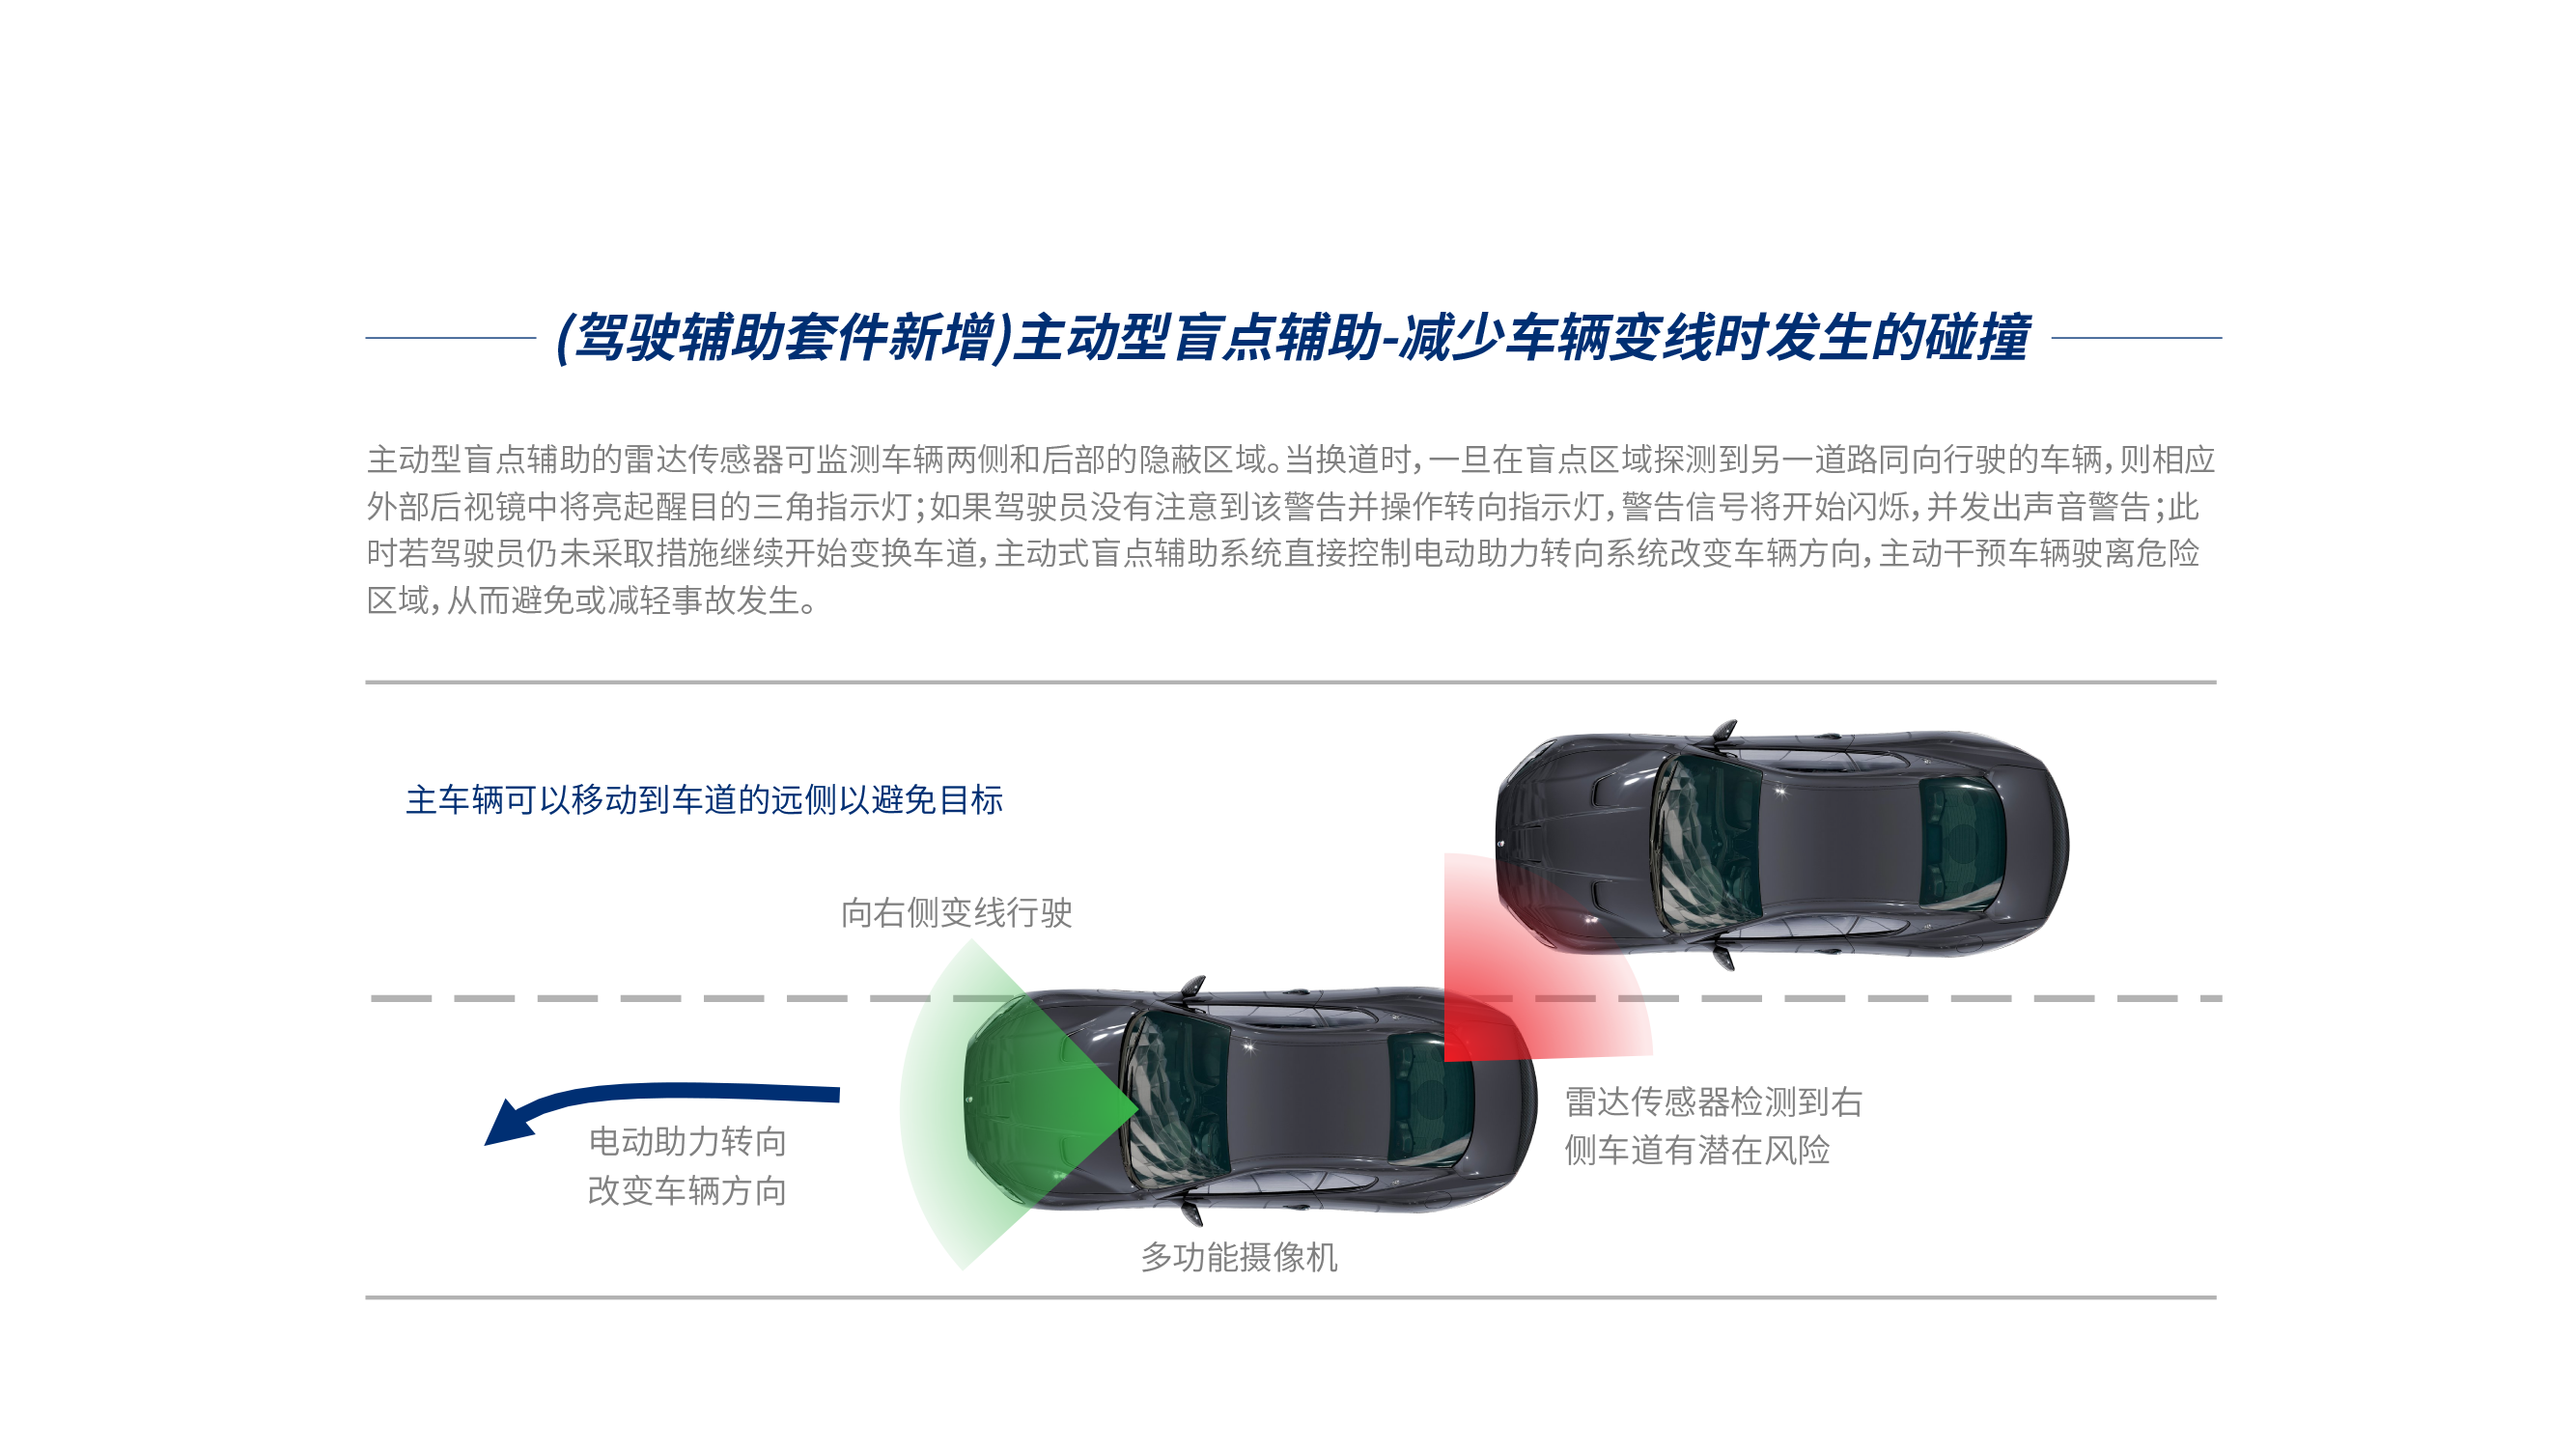 (驾驶辅助套件新增)主动型盲点辅助-减少车辆变线时发生的碰撞
主动型盲点辅助的雷达传感器可监测车辆两侧和后部的隐蔽区域。当换道时，一旦在盲点区域探测到另一道路同向行驶的车辆，则相应
外部后视镜中将亮起醒目的三角指示灯；如果驾驶员没有注意到该警告并操作转向指示灯，警告信号将开始闪烁，并发出声音警告；此
时若驾驶员仍未采取措施继续开始变换车道，主动式盲点辅助系统直接控制电动助力转向系统改变车辆方向，主动干预车辆驶离危险
区域，从而避免或减轻事故发生。
主车辆可以移动到车道的远侧以避免目标
向右侧变线行驶
电动助力转向
改变车辆方向
雷达传感器检测到右
侧车道有潜在风险
多功能摄像机